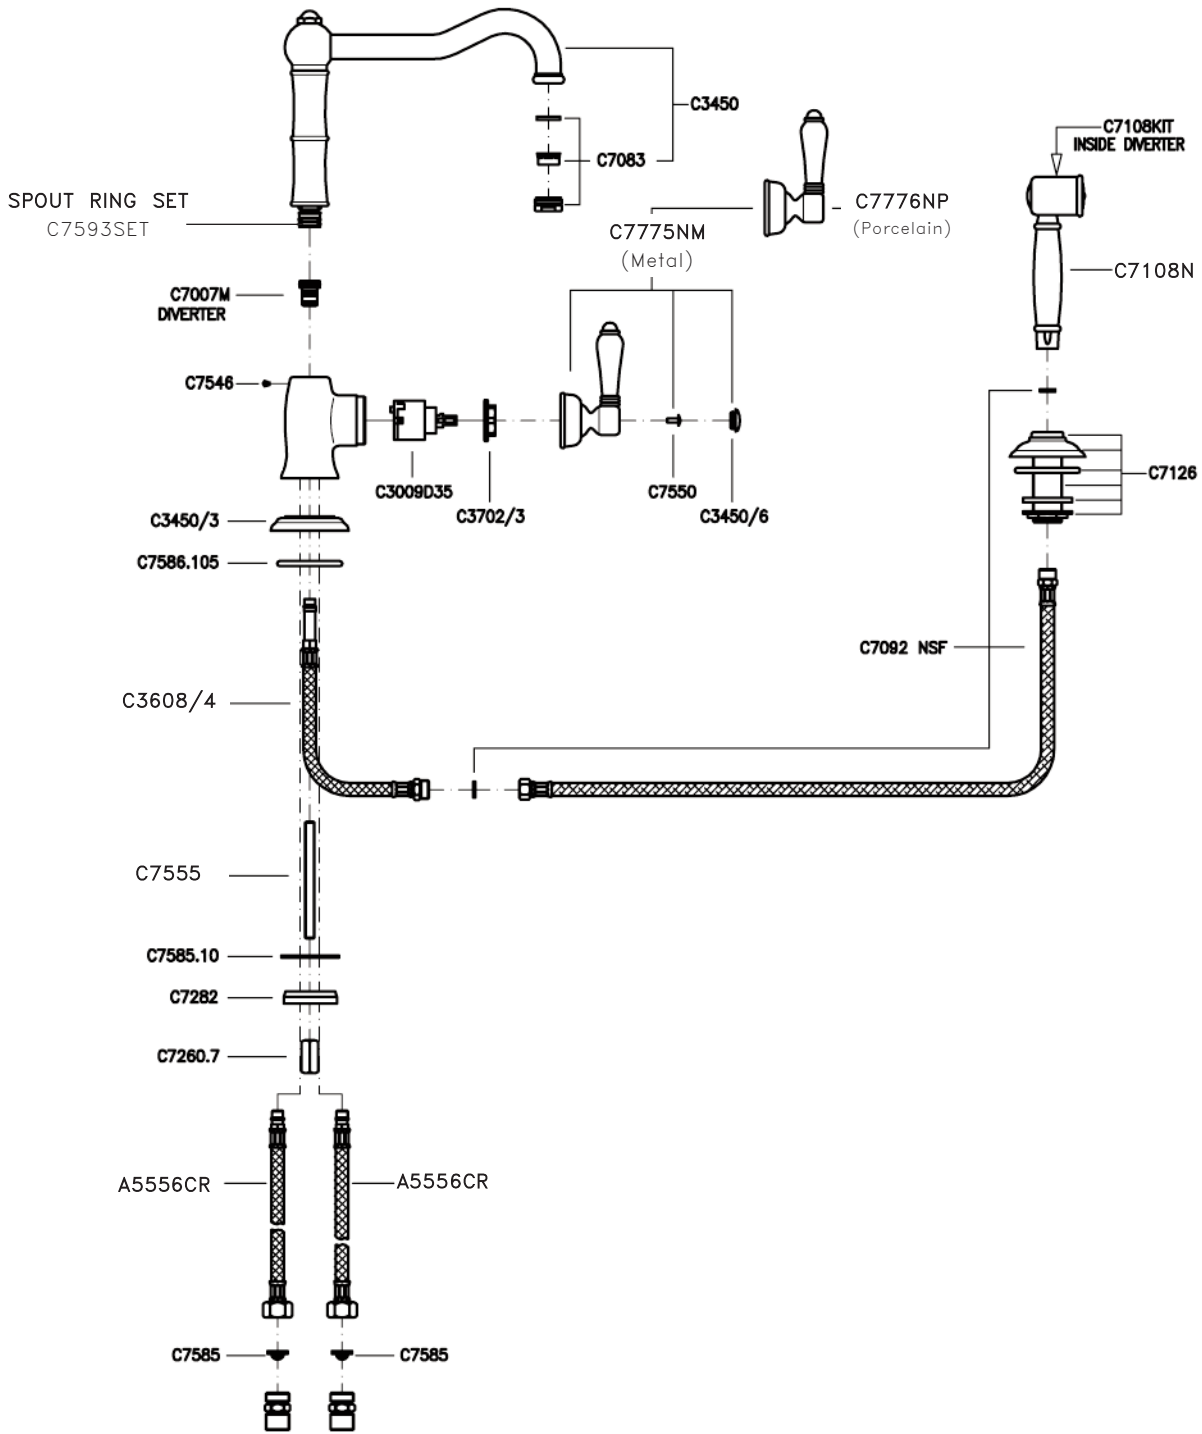 C3450
C7083
C7108KIT
INSIDE DIVERTER
SPOUT RING SET
C7593SET
C7776NP
(Porcelain)
C7775NM
(Metal)
C7108N
C7007M
DIVERTER
C7546
C3009D35
C3702/3
C7550
C3450/6
C7126
C3450/3
C7586.105
C7092 NSF
C3608/4
C7555
C7585.10
C7282
C7260.7
A5556CR
A5556CR
C7585
C7585